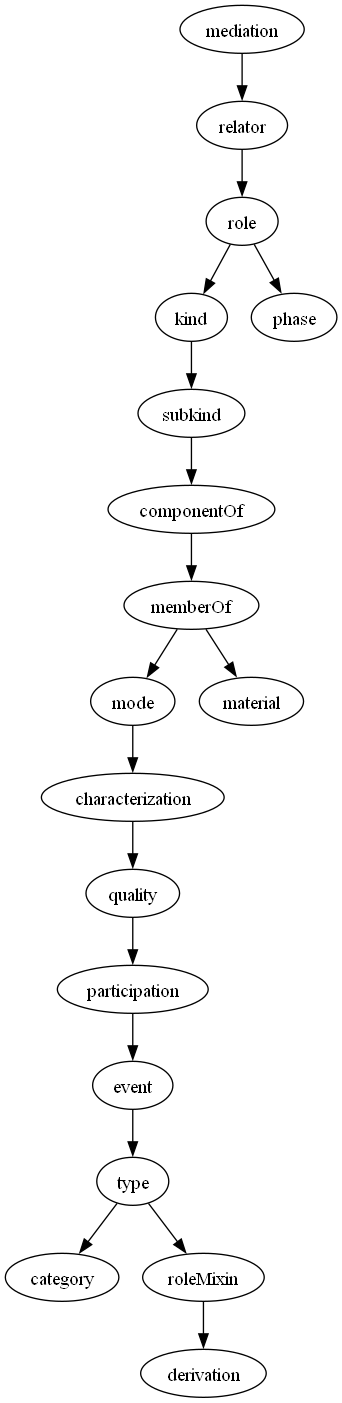 mediation
relator
role
kind
phase
subkind
componentOf
memberOf
mode
material
characterization
quality
participation
event
type
category
roleMixin
derivation